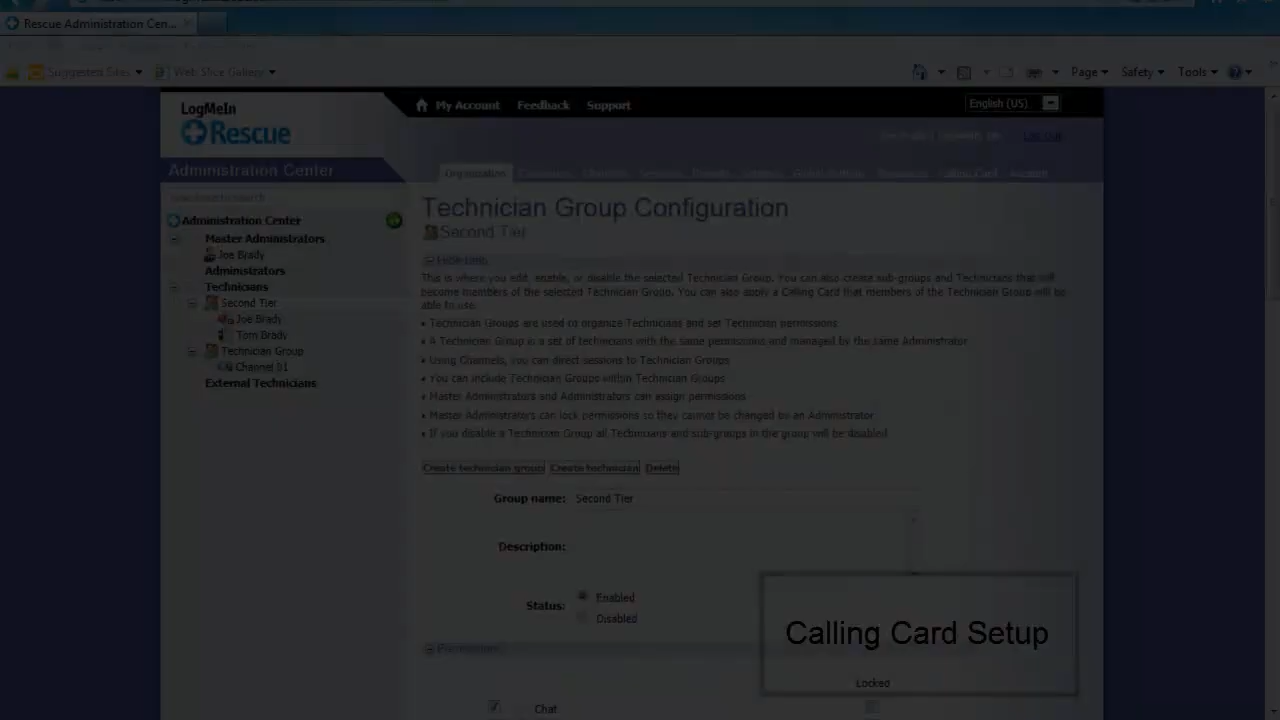 Rescue Administration Cen...
Suggested Sites
Web Slice Gallery
Page
Safety
Tools
LogMeIn
Rescue
My Account
Feedback
Support
English (US)
Administration Center
Organization
Calling Card
Account
Technician Group Configuration
Second Tier
Administration Center
Master Administrators
Joe Brady
Administrators
Technicians
Second Tier
Joe Brady
Tom Brady
Technician Group
Channel 01
External Technicians
This is where you edit, enable, or disable the selected Technician Group. You can also create sub-groups and Technicians that will
become members of the selected Technician Group. You can also apply a Calling Card that members of the Technician Group will be
able to use.
• Technician Groups are used to organize Technicians and set Technician permissions
• A Technician Group is a set of technicians with the same permissions and managed by the same Administrator
• Using Channels, you can direct sessions to Technician Groups
• You can include Technician Groups within Technician Groups
• Master Administrators and Administrators can assign permissions
• Master Administrators can lock permissions so they cannot be changed by an Administrator
• If you disable a Technician Group all Technicians and sub-groups in the group will be disabled
Create technician group
Create technician
Delete
Group name: Second Tier
Description:
Status:
Enabled
Disabled
Permissions
Calling Card Setup
Locked
Chat